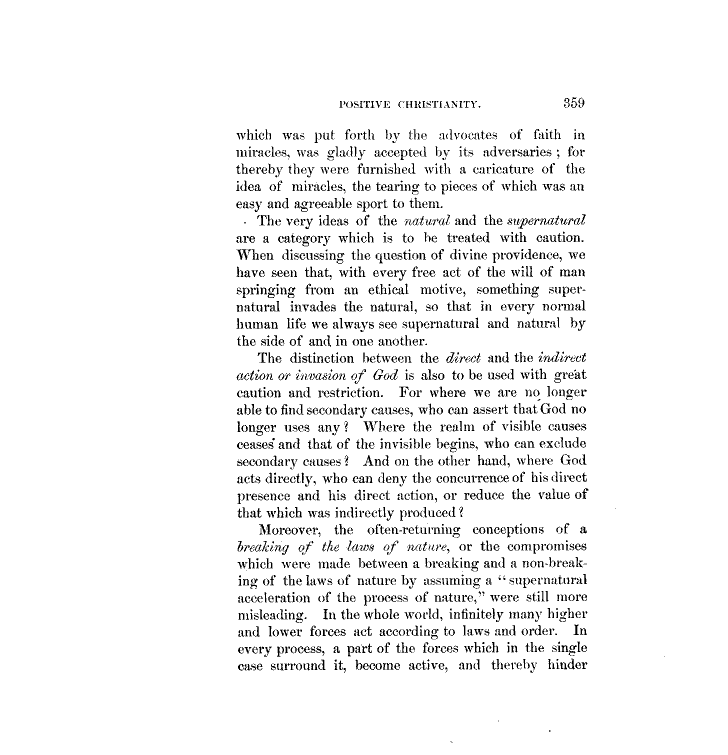 POSITIVE CHRISTIANITY. 359
which was put forth by the advocates of faith in
miracles, was gladly accepted by its adversaries ; for
thereby they were furnished with a caricature of the
idea of miracles, the tearing to pieces of which was an
easy and agreeable sport to them.
The very ideas of the natural and the supernatural
are a category which is to be treated with caution.
When discussing the question of divine providence, we
have seen that, with every free act of the will of man
springing from an ethical motive, something super-
natural invades the natural, so that in every normal
human life we always see supernatural and natural by
the side of and in one another.
The distinction between the direct and the indirect
action or invasion of God is also to be used with great
caution and restriction. For where we are no longer
able to find secondary causes, who can assert that God no
longer uses any ? Where the realm of visible causes
ceases and that of the invisible begins, who can exclude
secondary causes ? And on the other hand, where God
acts directly, who can deny the concurrence of his direct
presence and his direct action, or reduce the value of
that which was indirectly produced ?
Moreover, the often-returning conceptions of a
breaking of the laws of nature, or the compromises
which were made between a breaking and a non-break-
ing of the laws of nature by assuming a " supernatural
acceleration of the process of nature," were still more
misleading. In the whole world, infinitely many higher
and lower forces act according to laws and order. In
every process, a part of the forces which in the single
case surround it, become active, and thereby hinder